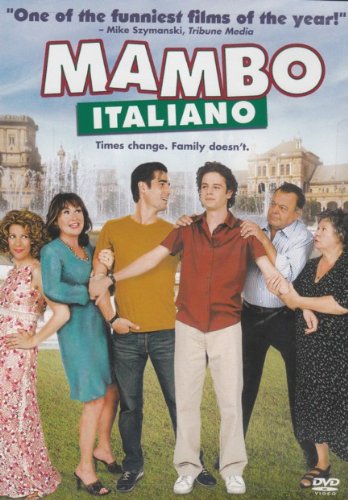 "One of the funniest films of the year!"
– Mike Szymanski, Tribune Media
MAMBO
ITALIANO
Times change. Family doesn't.
DVD
VIDEO